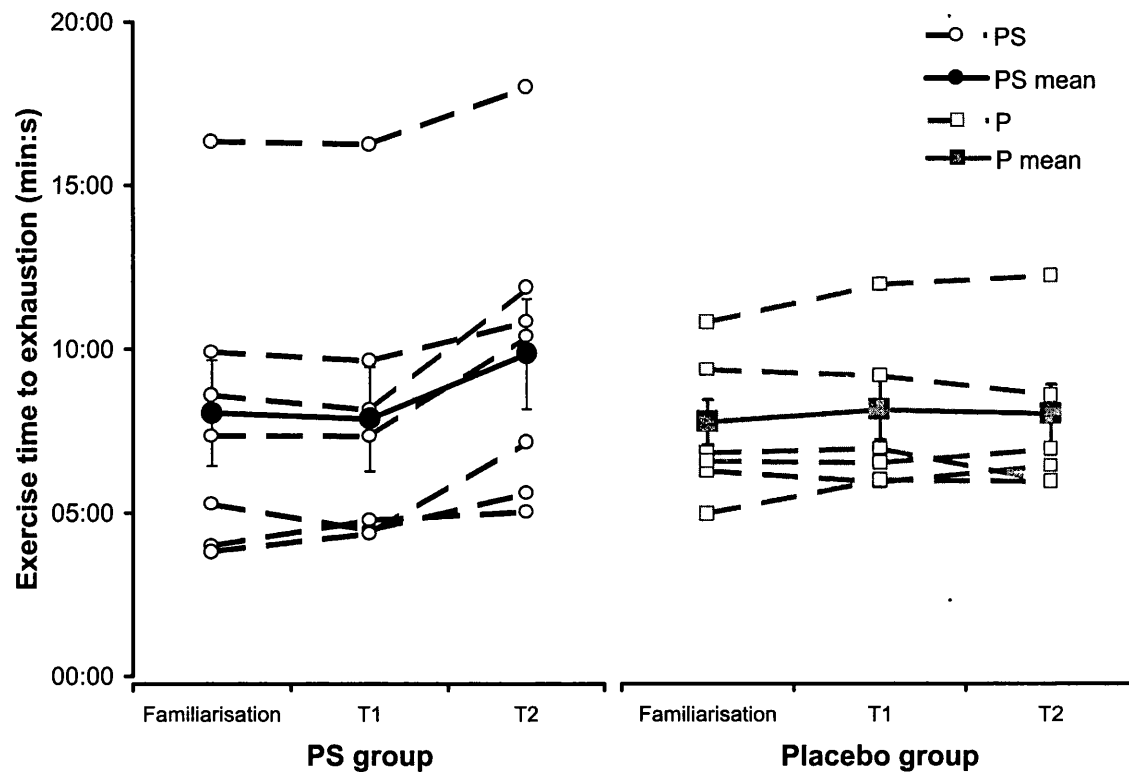 Exercise time to exhaustion (min:s)
20:00
15:00
10:00
05:00
00:00
PS
PS mean
P
P mean
Familiarisation T1 T2
PS group
Familiarisation T1 T2
Placebo group